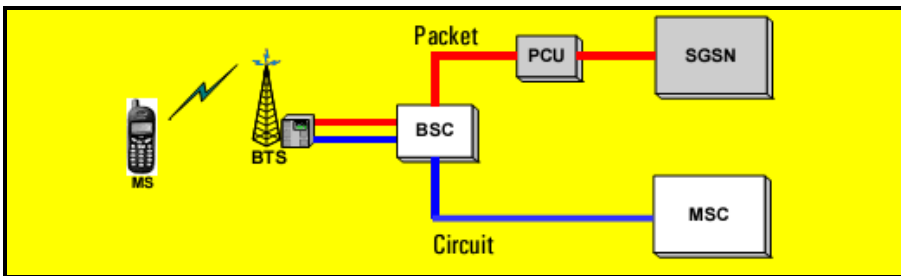 Packet
PCU
SGSN
BSC
BTS
MS
MSC
Circuit